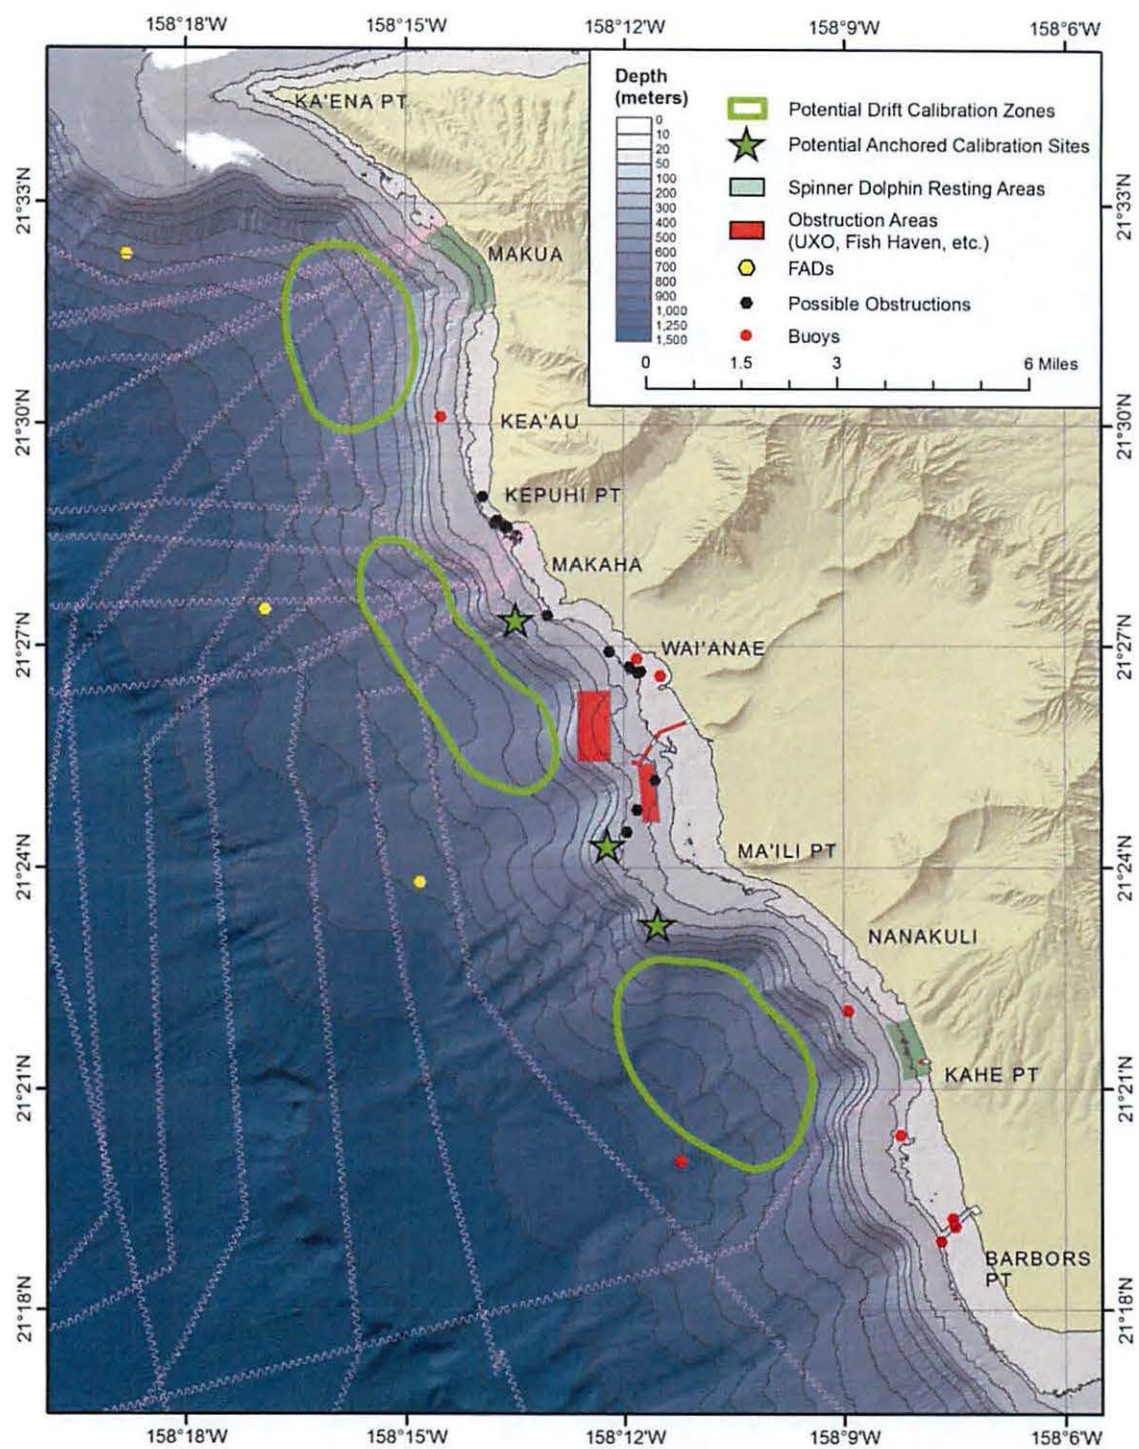 158°18'W 158°15'W 158°12'W 158°9'W 158°6'W
Depth
(meters)
0
10
20
50
100
200
300
400
500
600
700
800
900
1,000
1,250
1,500
Potential Drift Calibration Zones
Potential Anchored Calibration Sites
Spinner Dolphin Resting Areas
Obstruction Areas
(UXO, Fish Haven, etc.)
FADs
Possible Obstructions
Buoys
0 1.5 3 6 Miles
KA'ENA PT
21°33'N 21°33'N
MAKUA
21°30'N 21°30'N
KEA'AU
KEPUHI PT
MAKAHA
21°27'N 21°27'N
WAI'ANAE
MA'ILI PT
21°24'N 21°24'N
NANAKULI
KAHE PT
21°21'N 21°21'N
BARBORS
PT
21°18'N 21°18'N
158°18'W 158°15'W 158°12'W 158°9'W 158°6'W